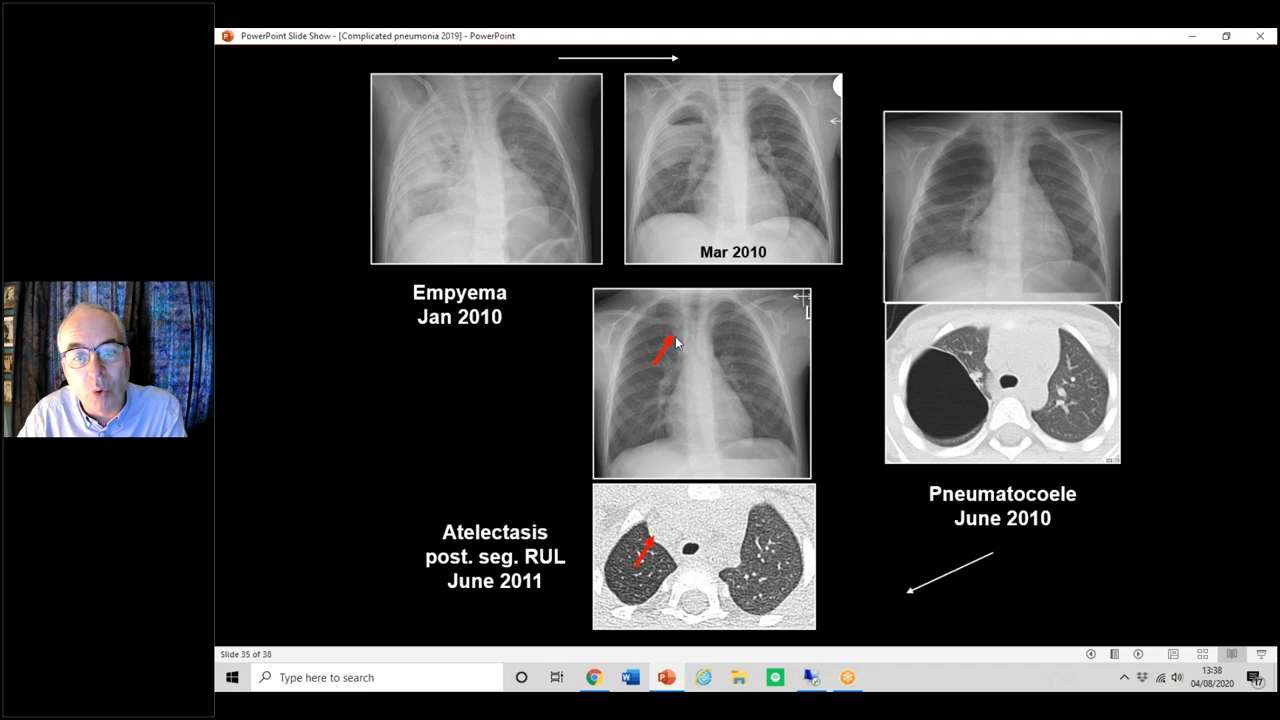 PowerPoint Slide Show - [Complicated pneumonia 2019] - PowerPoint
Mar 2010
Empyema
Jan 2010
L
Atelectasis
post. seg. RUL
June 2011
Pneumatocoele
June 2010
Slide 35 of 38
Type here to search
13:38
04/08/2020
17